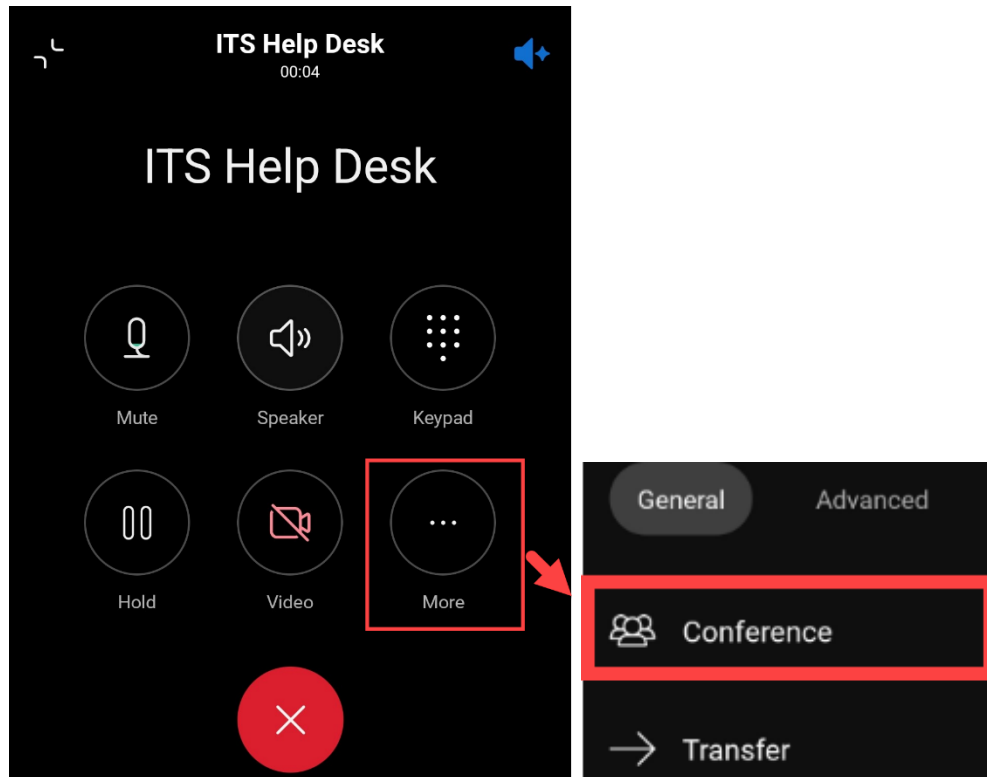 ITS Help Desk
00:04
ITS Help Desk
Mute Speaker Keypad
Hold Video More
General Advanced
Conference
Transfer